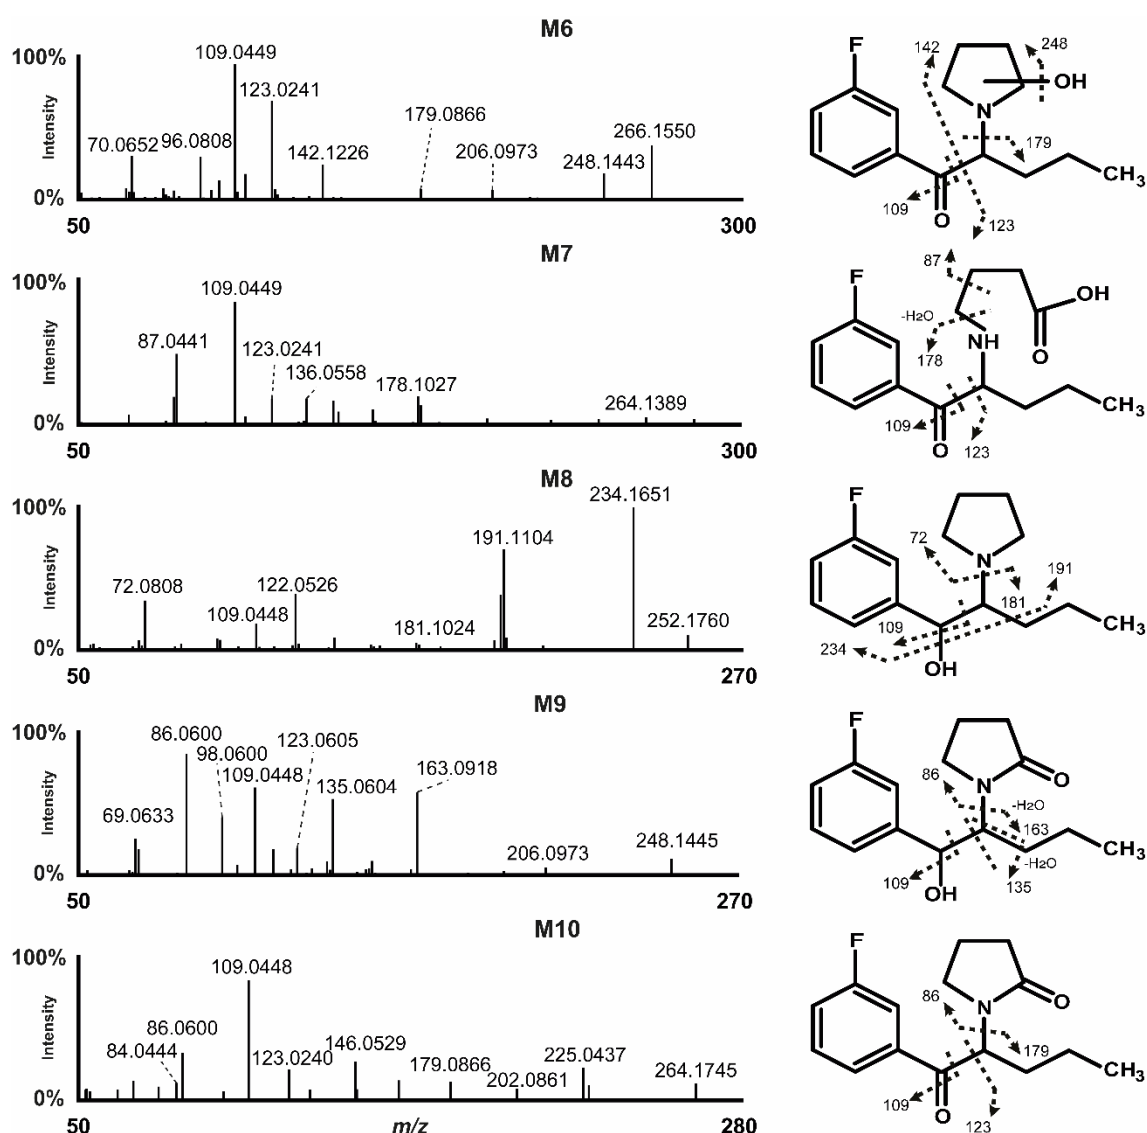 M6
100%
Intensity
0%
50
300
109.0449
123.0241
70.0652
96.0808
142.1226
179.0866
206.0973
248.1443
266.1550
F
142
248
OH
N
179
109
O
123
CH3
M7
100%
Intensity
0%
50
300
109.0449
87.0441
123.0241
136.0558
178.1027
264.1389
87
F
OH
-H2O
NH
O
178
109
O
123
CH3
M8
100%
Intensity
0%
50
270
234.1651
191.1104
72.0808
122.0526
109.0448
181.1024
252.1760
F
72
N
191
181
109
234
OH
CH3
M9
100%
Intensity
0%
50
270
86.0600
98.0600
123.0605
109.0448
135.0604
163.0918
69.0633
206.0973
248.1445
F
86
N
O
-H2O
163
-H2O
109
OH
135
CH3
M10
100%
Intensity
0%
50
280
m/z
109.0448
86.0600
84.0444
123.0240
146.0529
179.0866
202.0861
225.0437
264.1745
F
86
N
O
179
109
O
123
CH3